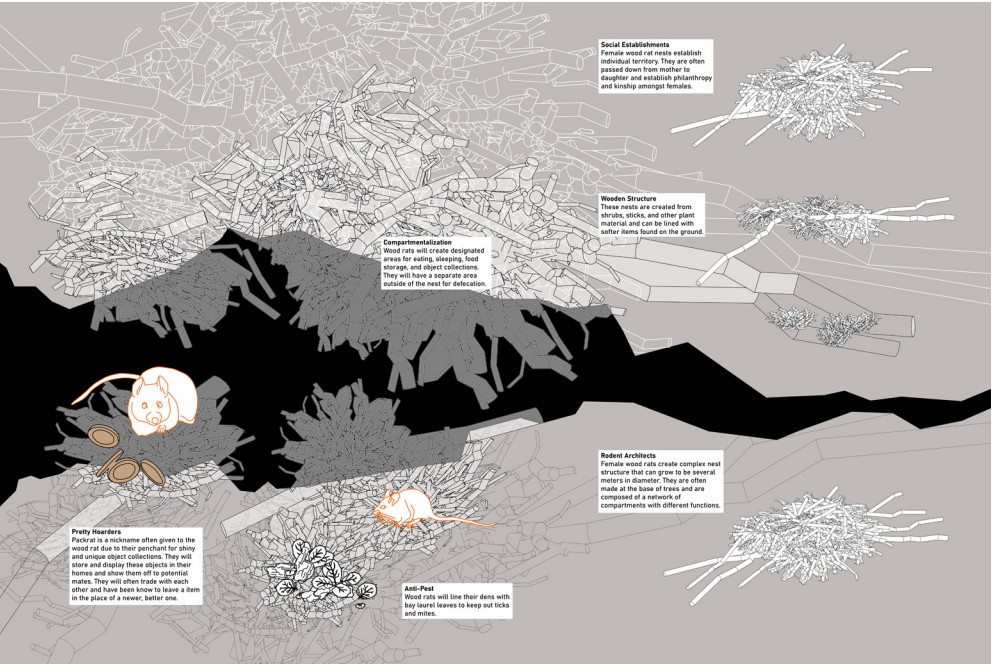 Social Establishments
Female wood rat nests establish
individual territory. They are often
passed down from mother to
daughter and establish philanthropy
and kinship amongst females.
Wooden Structure
These nests are created from
shrubs, sticks, and other plant
material and can be lined with
softer items found on the ground.
Compartmentalization
Wood rats will create designated
areas for eating, sleeping, food
storage, and object collections.
They will have a separate area
outside of the nest for defecation.
Rodent Architects
Female wood rats create complex nest
structure that can grow to be several
meters in diameter. They are often
made at the base of trees and are
composed of a network of
compartments with different functions.
Pretty Hoarders
Packrat is a nickname often given to the
wood rat due to their penchant for shiny
and unique object collections. They will
store and display these objects in their
homes and show them off to potential
mates. They will often trade with each
other and have been know to leave a item
in the place of a newer, better one.
Anti-Pest
Wood rats will line their dens with
bay laurel leaves to keep out ticks
and mites.